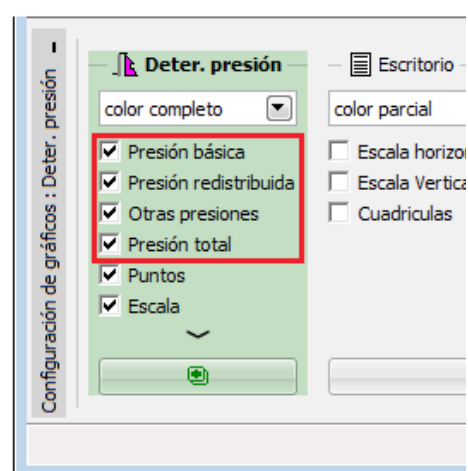 Configuración de gráficos : Deter. presión
Deter. presión
color completo
Presión básica
Presión redistribuida
Otras presiones
Presión total
Puntos
Escala
Escritorio
color parcial
Escala horizo
Escala Vertica
Cuadriculas